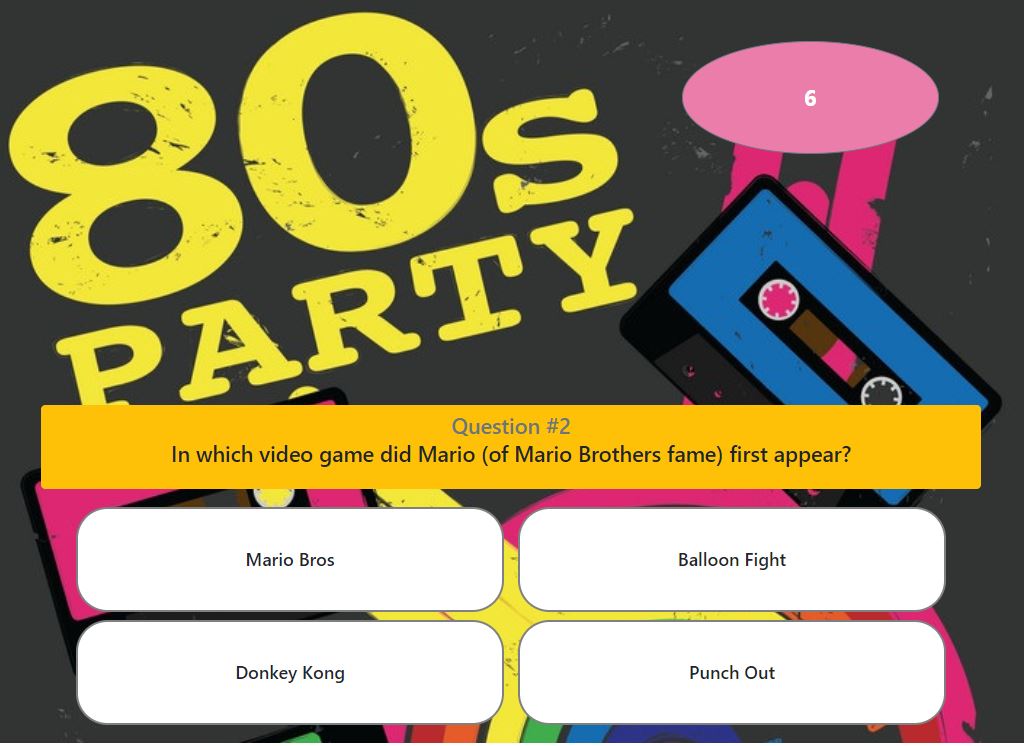 80s
PARTY
6
Question #2
In which video game did Mario (of Mario Brothers fame) first appear?
Mario Bros
Balloon Fight
Donkey Kong
Punch Out